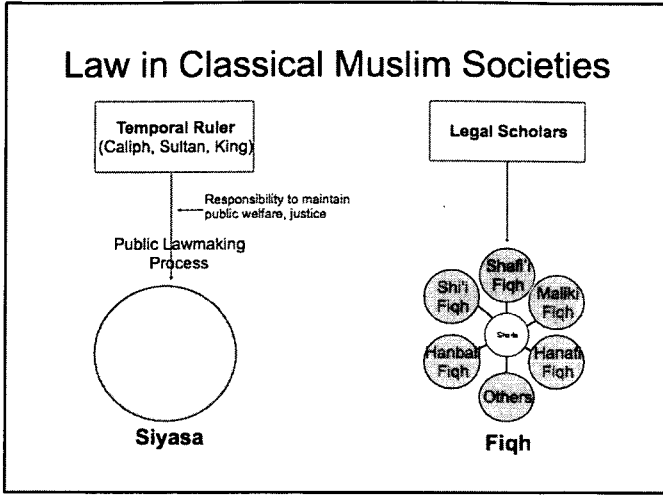 Law in Classical Muslim Societies
Temporal Ruler
(Caliph, Sultan, King)
Responsibility to maintain
public welfare, justice
Public Lawmaking
Process
Siyasa
Legal Scholars
Shafi'i
Fiqh
Shi'i
Fiqh
Maliki
Fiqh
Sharia
Hanbali
Fiqh
Hanafi
Fiqh
Others
Fiqh